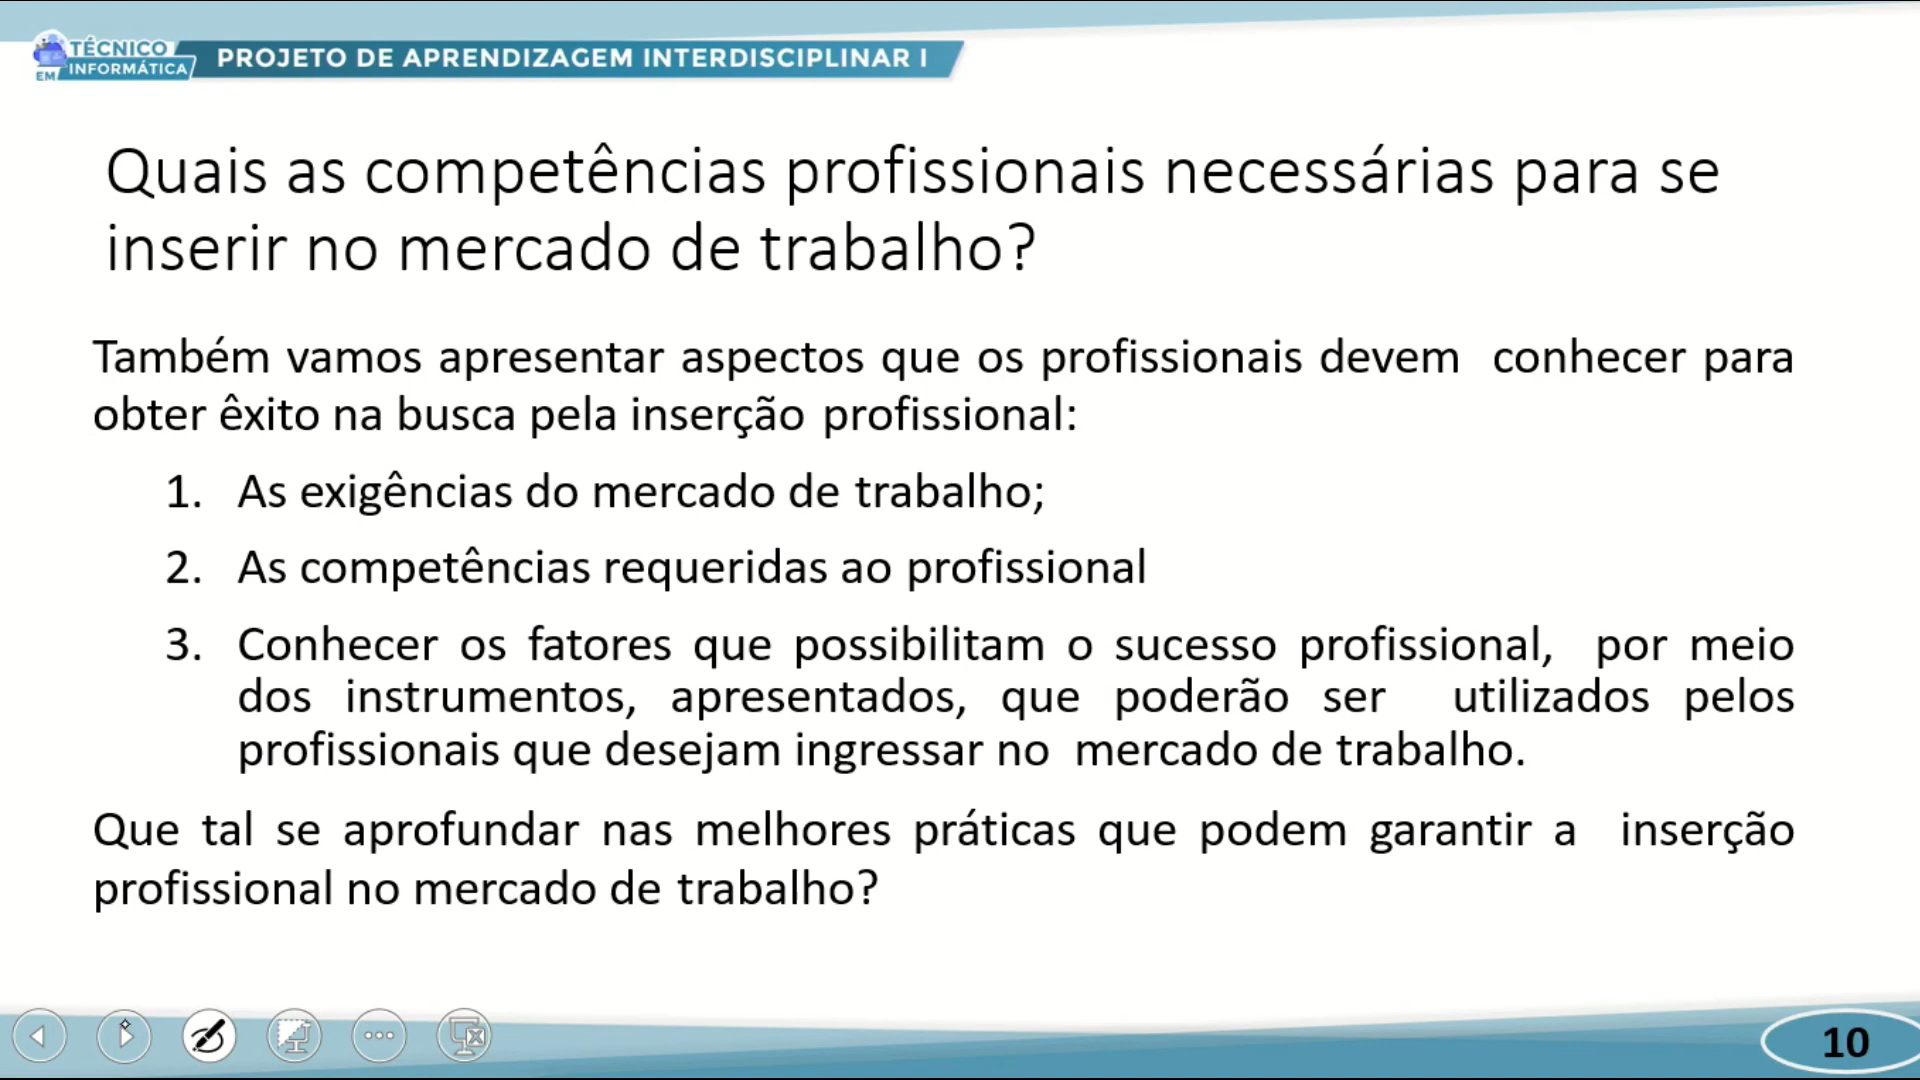 TÉCNICO
EM INFORMÁTICA
PROJETO DE APRENDIZAGEM INTERDISCIPLINAR I
Quais as competências profissionais necessárias para se
inserir no mercado de trabalho?
Também vamos apresentar aspectos que os profissionais devem conhecer para
obter êxito na busca pela inserção profissional:
1. As exigências do mercado de trabalho;
2. As competências requeridas ao profissional
3. Conhecer os fatores que possibilitam o sucesso profissional, por meio
dos instrumentos, apresentados, que poderão ser utilizados pelos
profissionais que desejam ingressar no mercado de trabalho.
Que tal se aprofundar nas melhores práticas que podem garantir a inserção
profissional no mercado de trabalho?
10